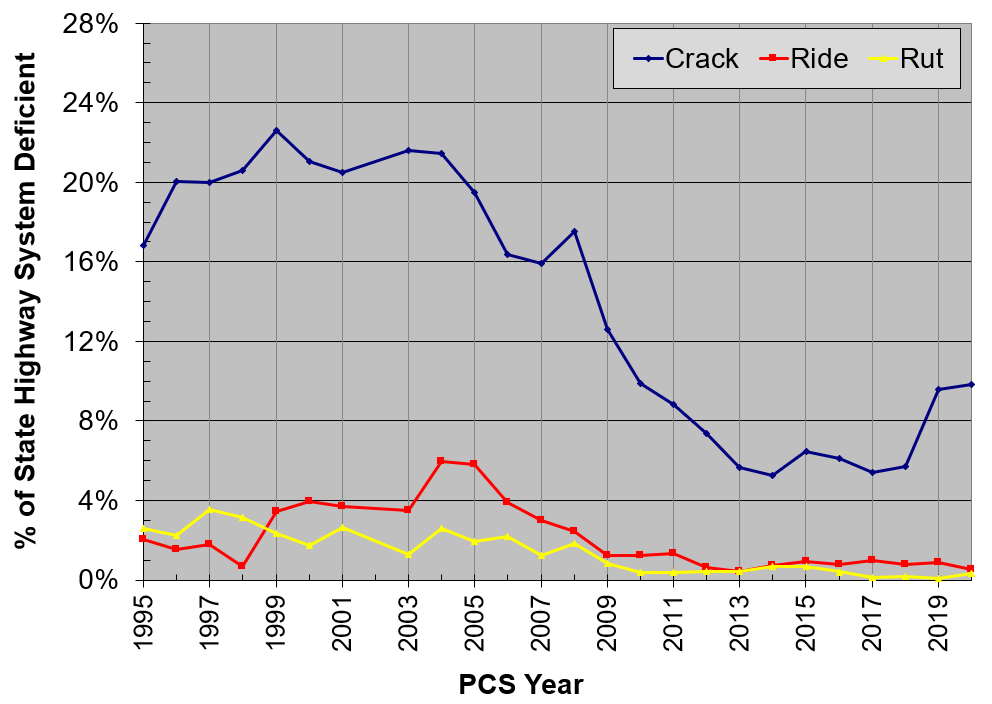 28%
24%
20%
16%
12%
8%
4%
0%
% of State Highway System Deficient
Crack Ride Rut
1995 1997 1999 2001 2003 2005 2007 2009 2011 2013 2015 2017 2019
PCS Year